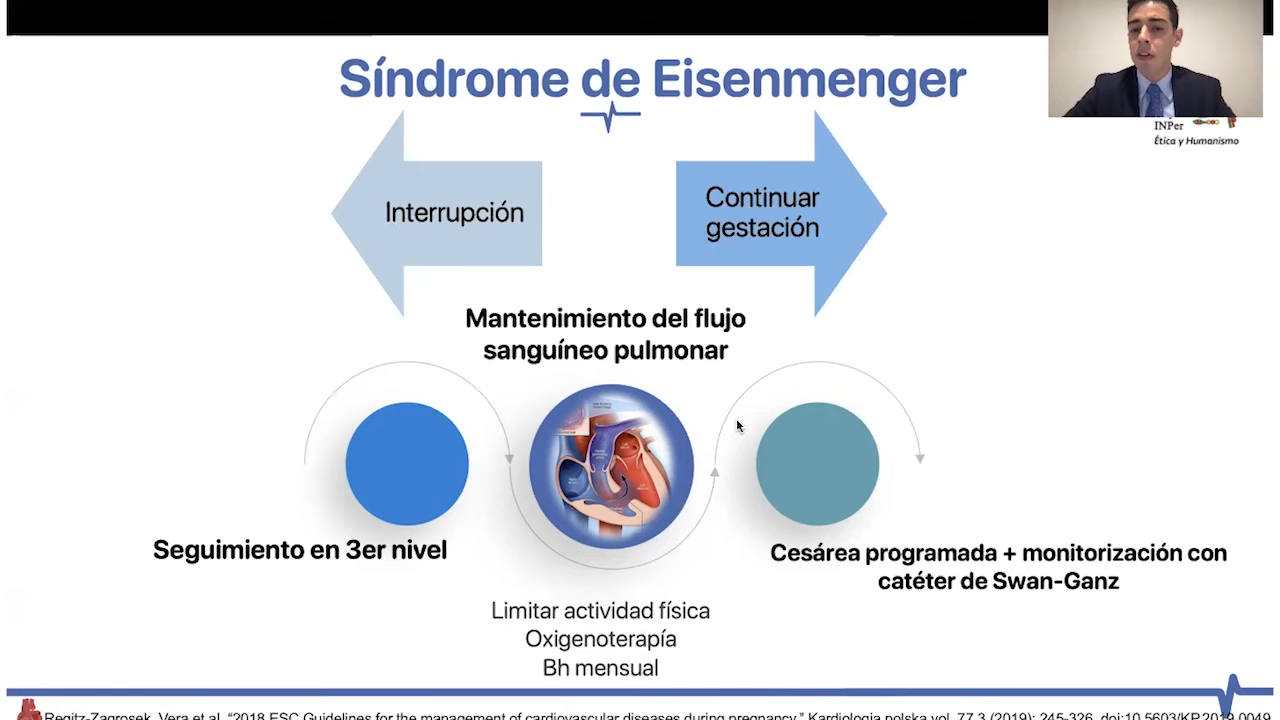 Síndrome de Eisenmenger
INPer
Ética y Humanismo
Interrupción
Continuar
gestación
Mantenimiento del flujo
sanguíneo pulmonar
Seguimiento en 3er nivel
Cesárea programada + monitorización con
catéter de Swan-Ganz
Limitar actividad física
Oxigenoterapía
Bh mensual
Regitz-Zagrosek, Vera et al. “2018 ESC Guidelines for the management of cardiovascular diseases during pregnancy.” Kardiologia polska vol. 77,3 (2019): 245-326. doi:10.5603/KP.2019.0049